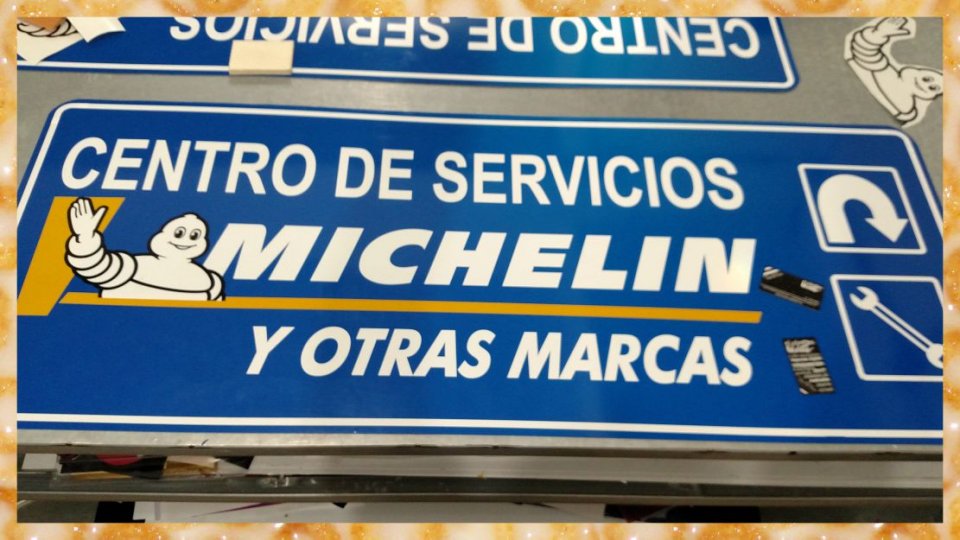 CENTRO DE SERVICIOS
CENTRO DE SERVICIOS
MICHELIN
Y OTRAS MARCAS